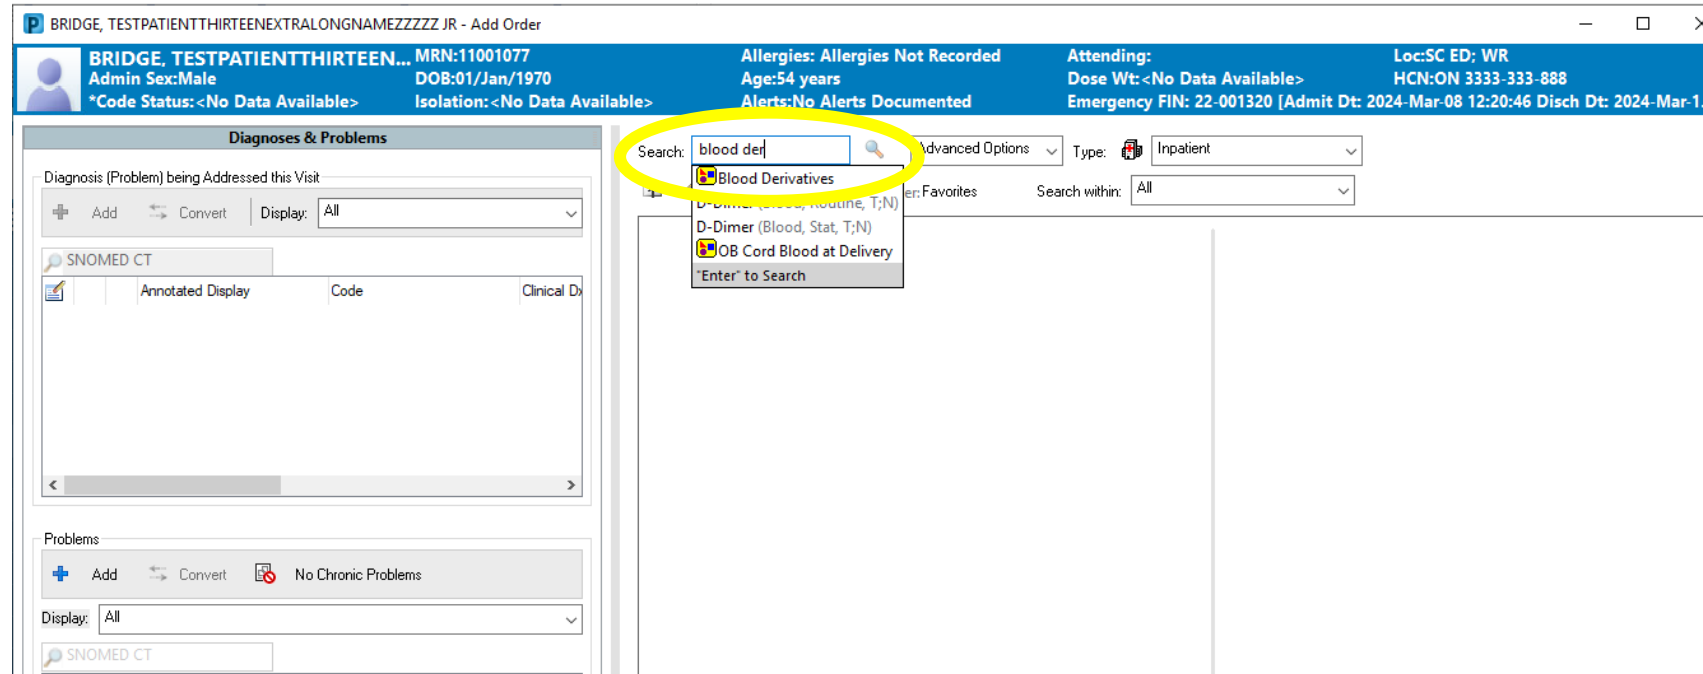 BRIDGE, TESTPATIENTTHIRTEENEXTRALONGNAMEZZZZZ JR - Add Order
BRIDGE, TESTPATIENTTHIRTEEN... MRN:11001077 Allergies: Allergies Not Recorded Attending: Loc:SC ED; WR
Admin Sex:Male DOB:01/Jan/1970 Age:54 years Dose Wt:<No Data Available> HCN:ON 3333-333-888
*Code Status:<No Data Available> Isolation:<No Data Available> Alerts:No Alerts Documented Emergency FIN: 22-001320 [Admit Dt: 2024-Mar-08 12:20:46 Disch Dt: 2024-Mar-1.
Diagnoses & Problems
Diagnosis (Problem) being Addressed this Visit
Add Convert Display: All
SNOMED CT
Annotated Display Code Clinical Dx
Problems
Add Convert No Chronic Problems
Display: All
SNOMED CT
Search: blood der Advanced Options Type: Inpatient
Blood Derivatives
Favorites Search within: All
D-Dimer (Blood, Routine, T;N)
D-Dimer (Blood, Stat, T;N)
OB Cord Blood at Delivery
"Enter" to Search